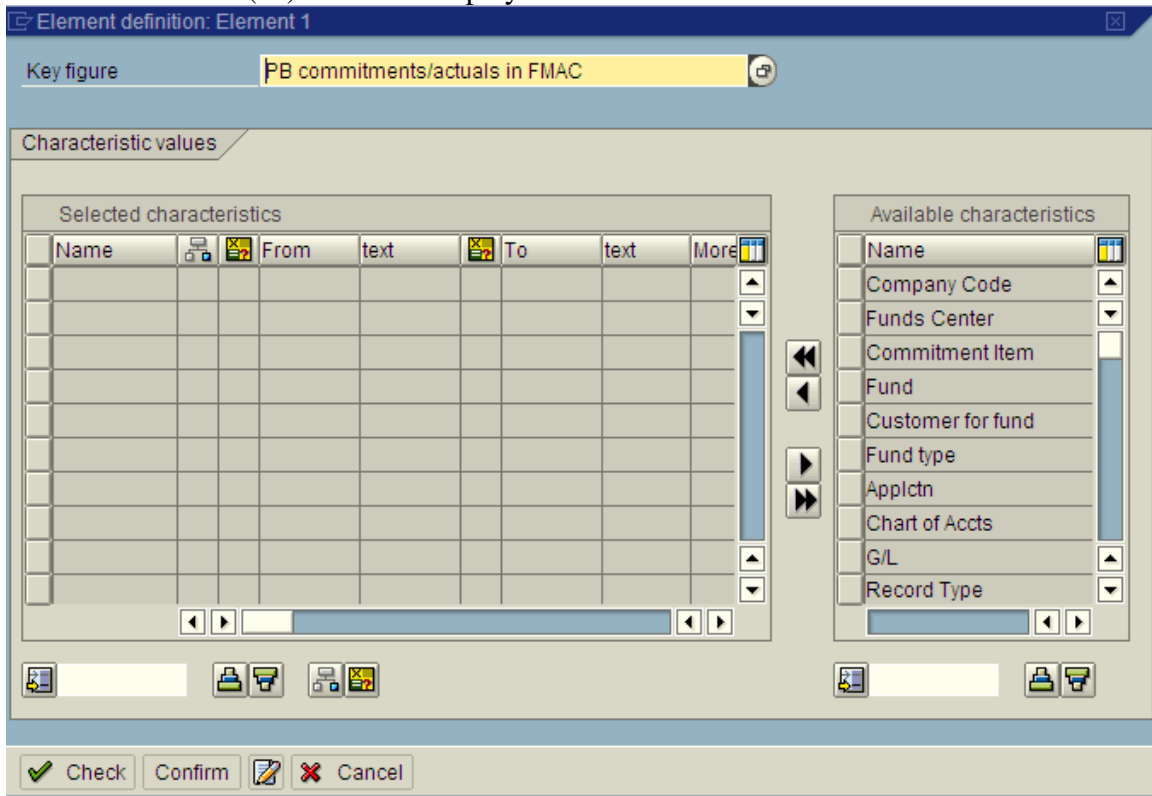 Element definition: Element 1
Key figure PB commitments/actuals in FMAC
Characteristic values
Selected characteristics Available characteristics
Name From text To text More Name
Company Code
Funds Center
Commitment Item
Fund
Customer for fund
Fund type
Applctn
Chart of Accts
G/L
Record Type
Check Confirm Cancel